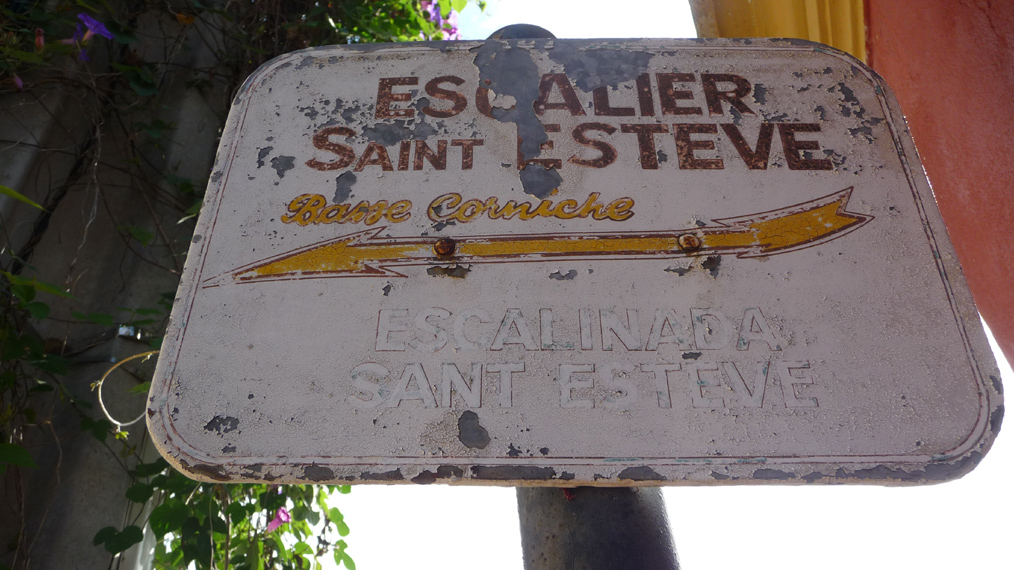 ESCALIER
SAINT ESTEVE
Basse Corniche
ESCALINADA
SANT ESTEVE